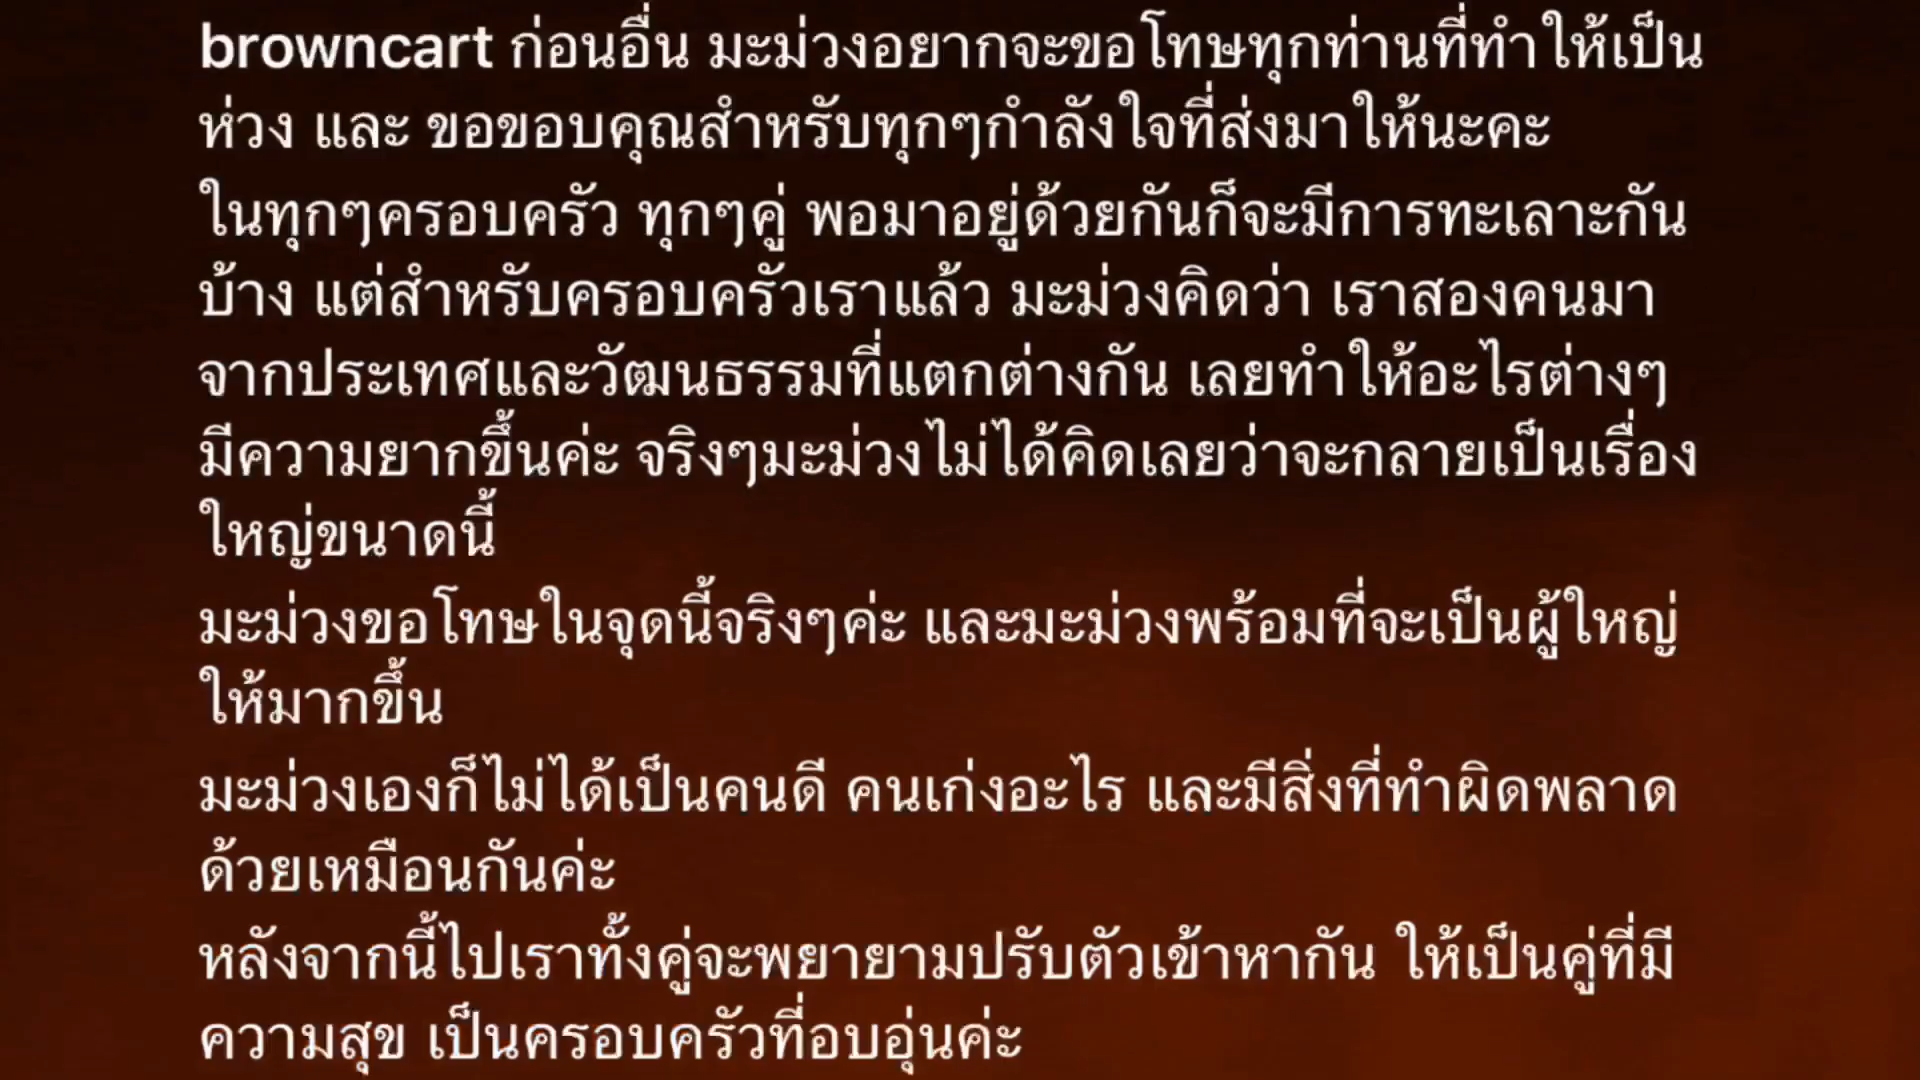 browncart ก่อนอื่น มะม่วงอยากจะขอโทษทุกท่านที่ทำให้เป็น
ห่วง และ ขอขอบคุณสำหรับทุกๆกำลังใจที่ส่งมาให้นะคะ
ในทุกๆครอบครัว ทุกๆคู่ พอมาอยู่ด้วยกันก็จะมีการทะเลาะกัน
บ้าง แต่สำหรับครอบครัวเราแล้ว มะม่วงคิดว่า เราสองคนมา
จากประเทศและวัฒนธรรมที่แตกต่างกัน เลยทำให้อะไรต่างๆ
มีความยากขึ้นค่ะ จริงๆมะม่วงไม่ได้คิดเลยว่าจะกลายเป็นเรื่อง
ใหญ่ขนาดนี้
มะม่วงขอโทษในจุดนี้จริงๆค่ะ และมะม่วงพร้อมที่จะเป็นผู้ใหญ่
ให้มากขึ้น
มะม่วงเองก็ไม่ได้เป็นคนดี คนเก่งอะไร และมีสิ่งที่ทำผิดพลาด
ด้วยเหมือนกันค่ะ
หลังจากนี้ไปเราทั้งคู่จะพยายามปรับตัวเข้าหากัน ให้เป็นคู่ที่มี
ความสุข เป็นครอบครัวที่อบอุ่นค่ะ